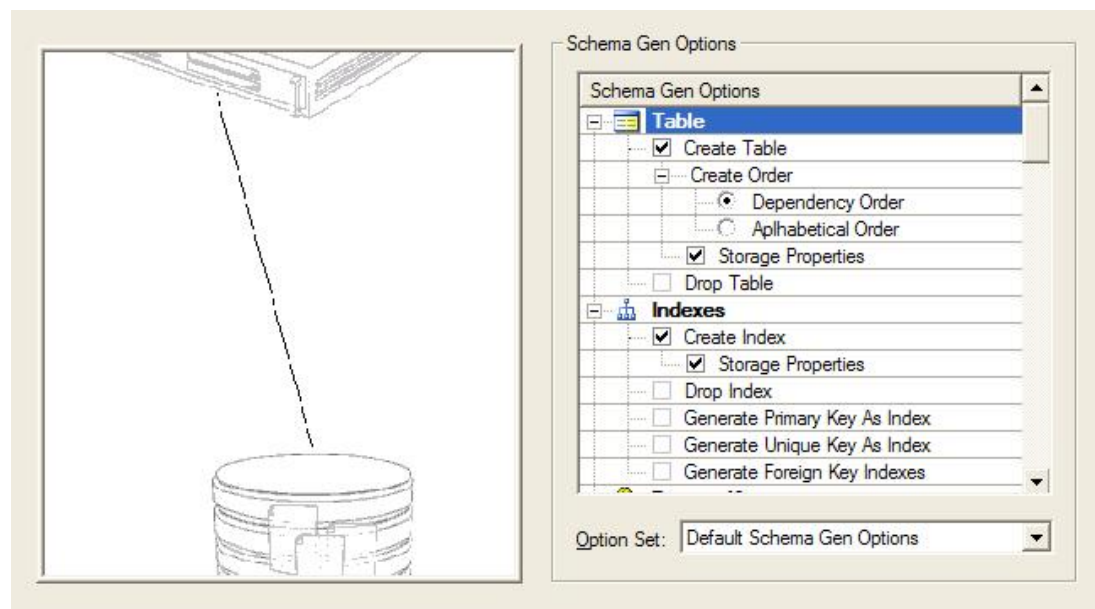 Schema Gen Options
Schema Gen Options
Table
Create Table
Create Order
Dependency Order
Aplhabetical Order
Storage Properties
Drop Table
Indexes
Create Index
Storage Properties
Drop Index
Generate Primary Key As Index
Generate Unique Key As Index
Generate Foreign Key Indexes
Option Set: Default Schema Gen Options